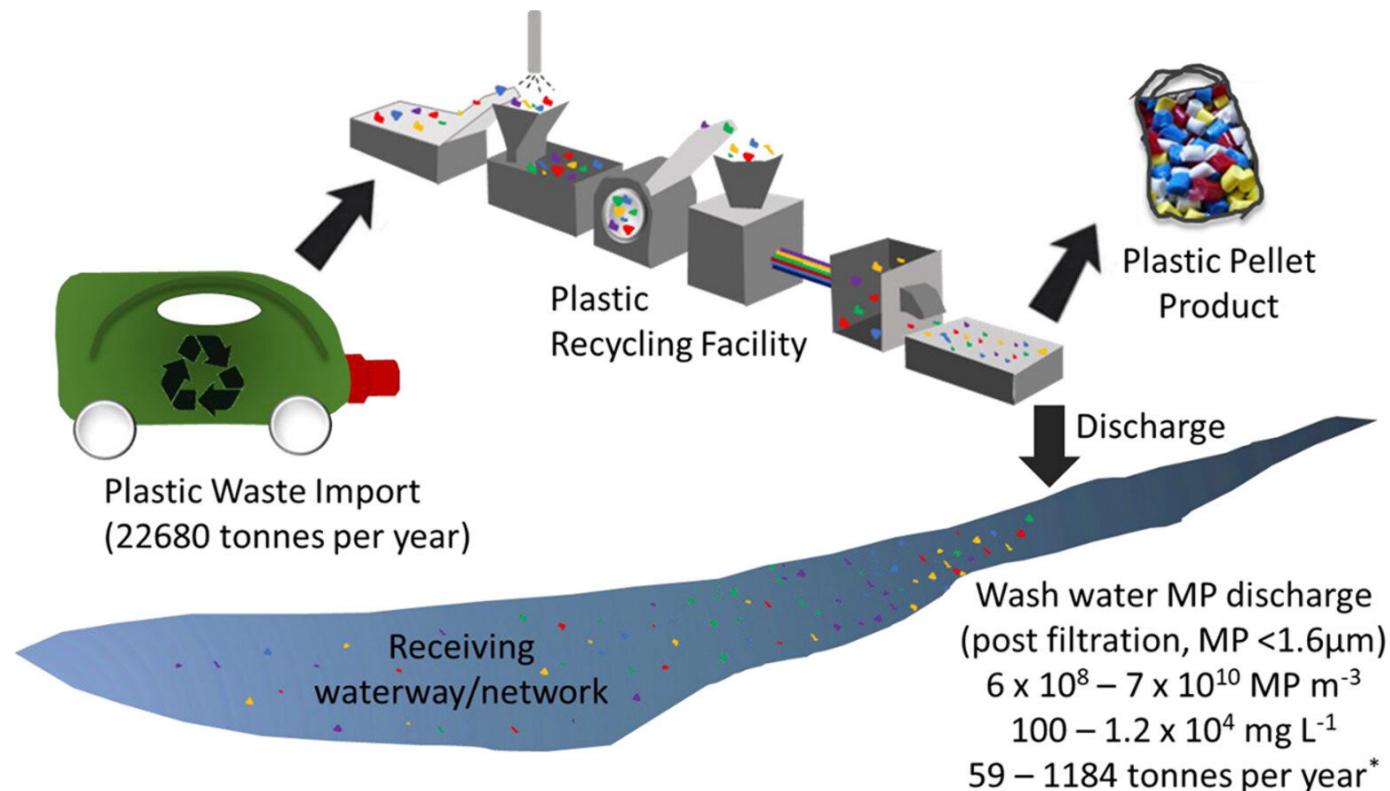 Plastic Pellet
Product
Plastic
Recycling Facility
Plastic Waste Import
(22680 tonnes per year)
Discharge
Receiving
waterway/network
Wash water MP discharge
(post filtration, MP <1.6µm)
6 x 10⁸ – 7 x 10¹⁰ MP m⁻³
100 – 1.2 x 10⁴ mg L⁻¹
59 – 1184 tonnes per year*